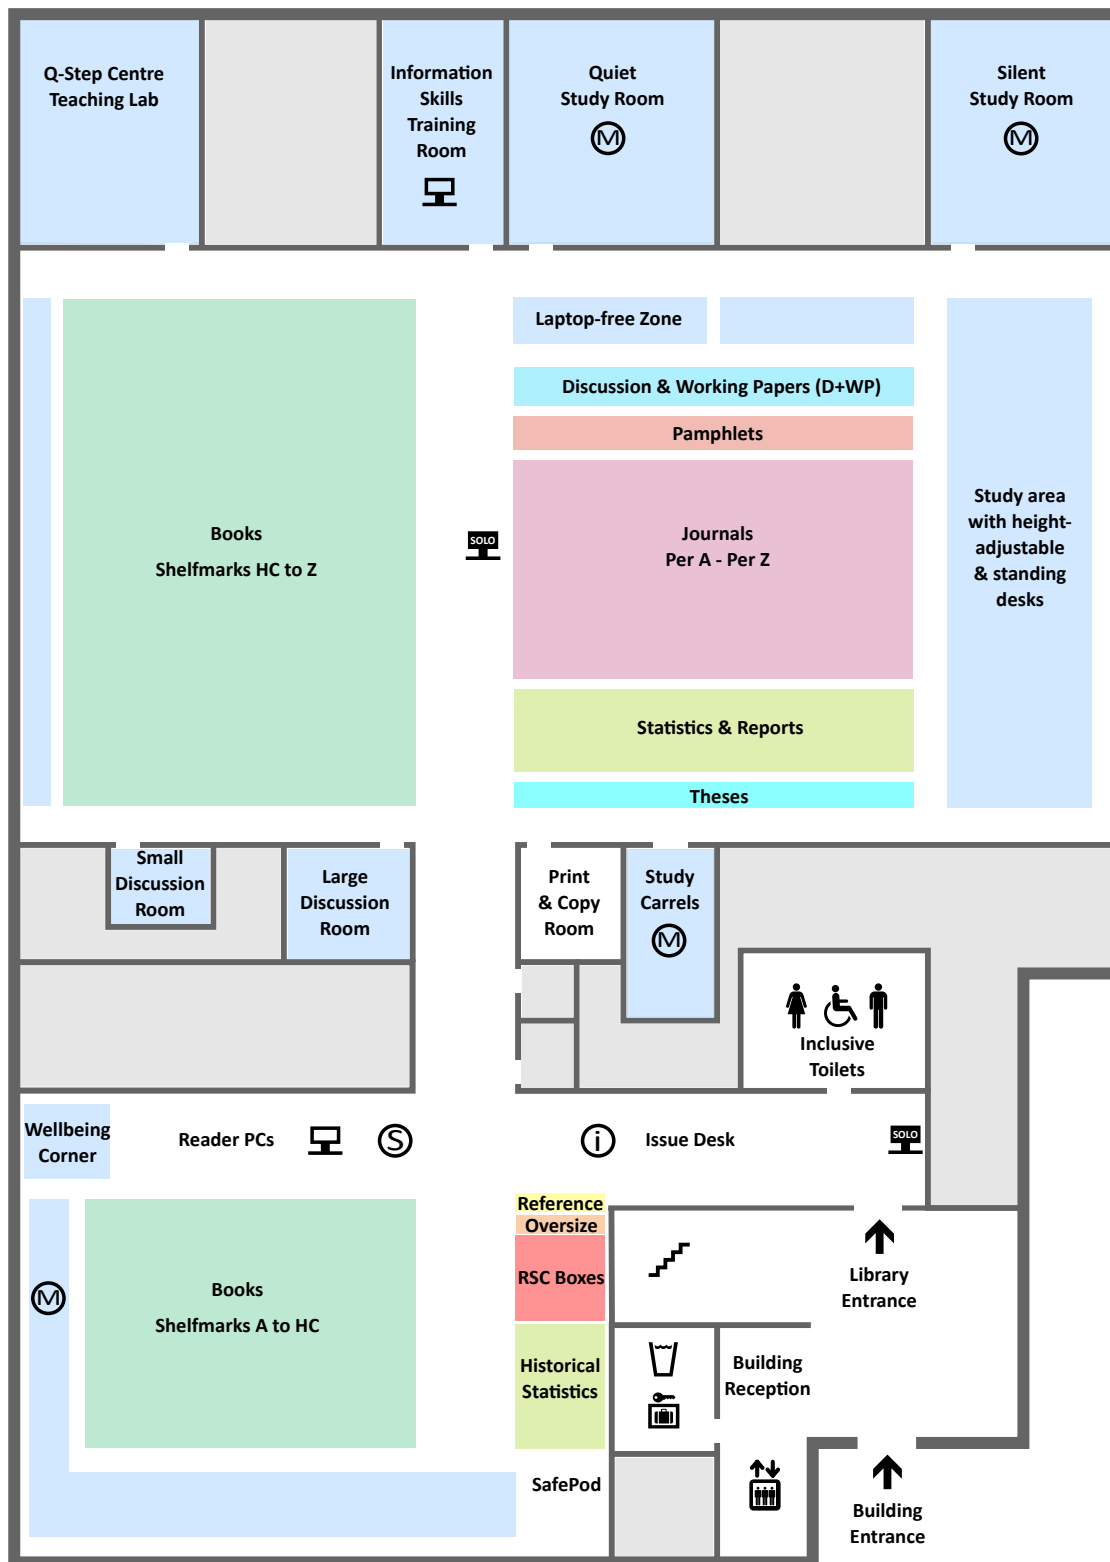 Q-Step Centre
Teaching Lab
Information
Skills
Training
Room
Quiet
Study Room
M
Silent
Study Room
M
Laptop-free Zone
Discussion & Working Papers (D+WP)
Pamphlets
Books
Shelfmarks HC to Z
SOLO
Journals
Per A - Per Z
Study area
with height-
adjustable
& standing
desks
Statistics & Reports
Theses
Small
Discussion
Room
Large
Discussion
Room
Print
& Copy
Room
Study
Carrels
M
Inclusive
Toilets
Wellbeing
Corner
Reader PCs
S
i
Issue Desk
SOLO
Reference
Oversize
RSC Boxes
Library
Entrance
M
Books
Shelfmarks A to HC
Historical
Statistics
Building
Reception
SafePod
Building
Entrance